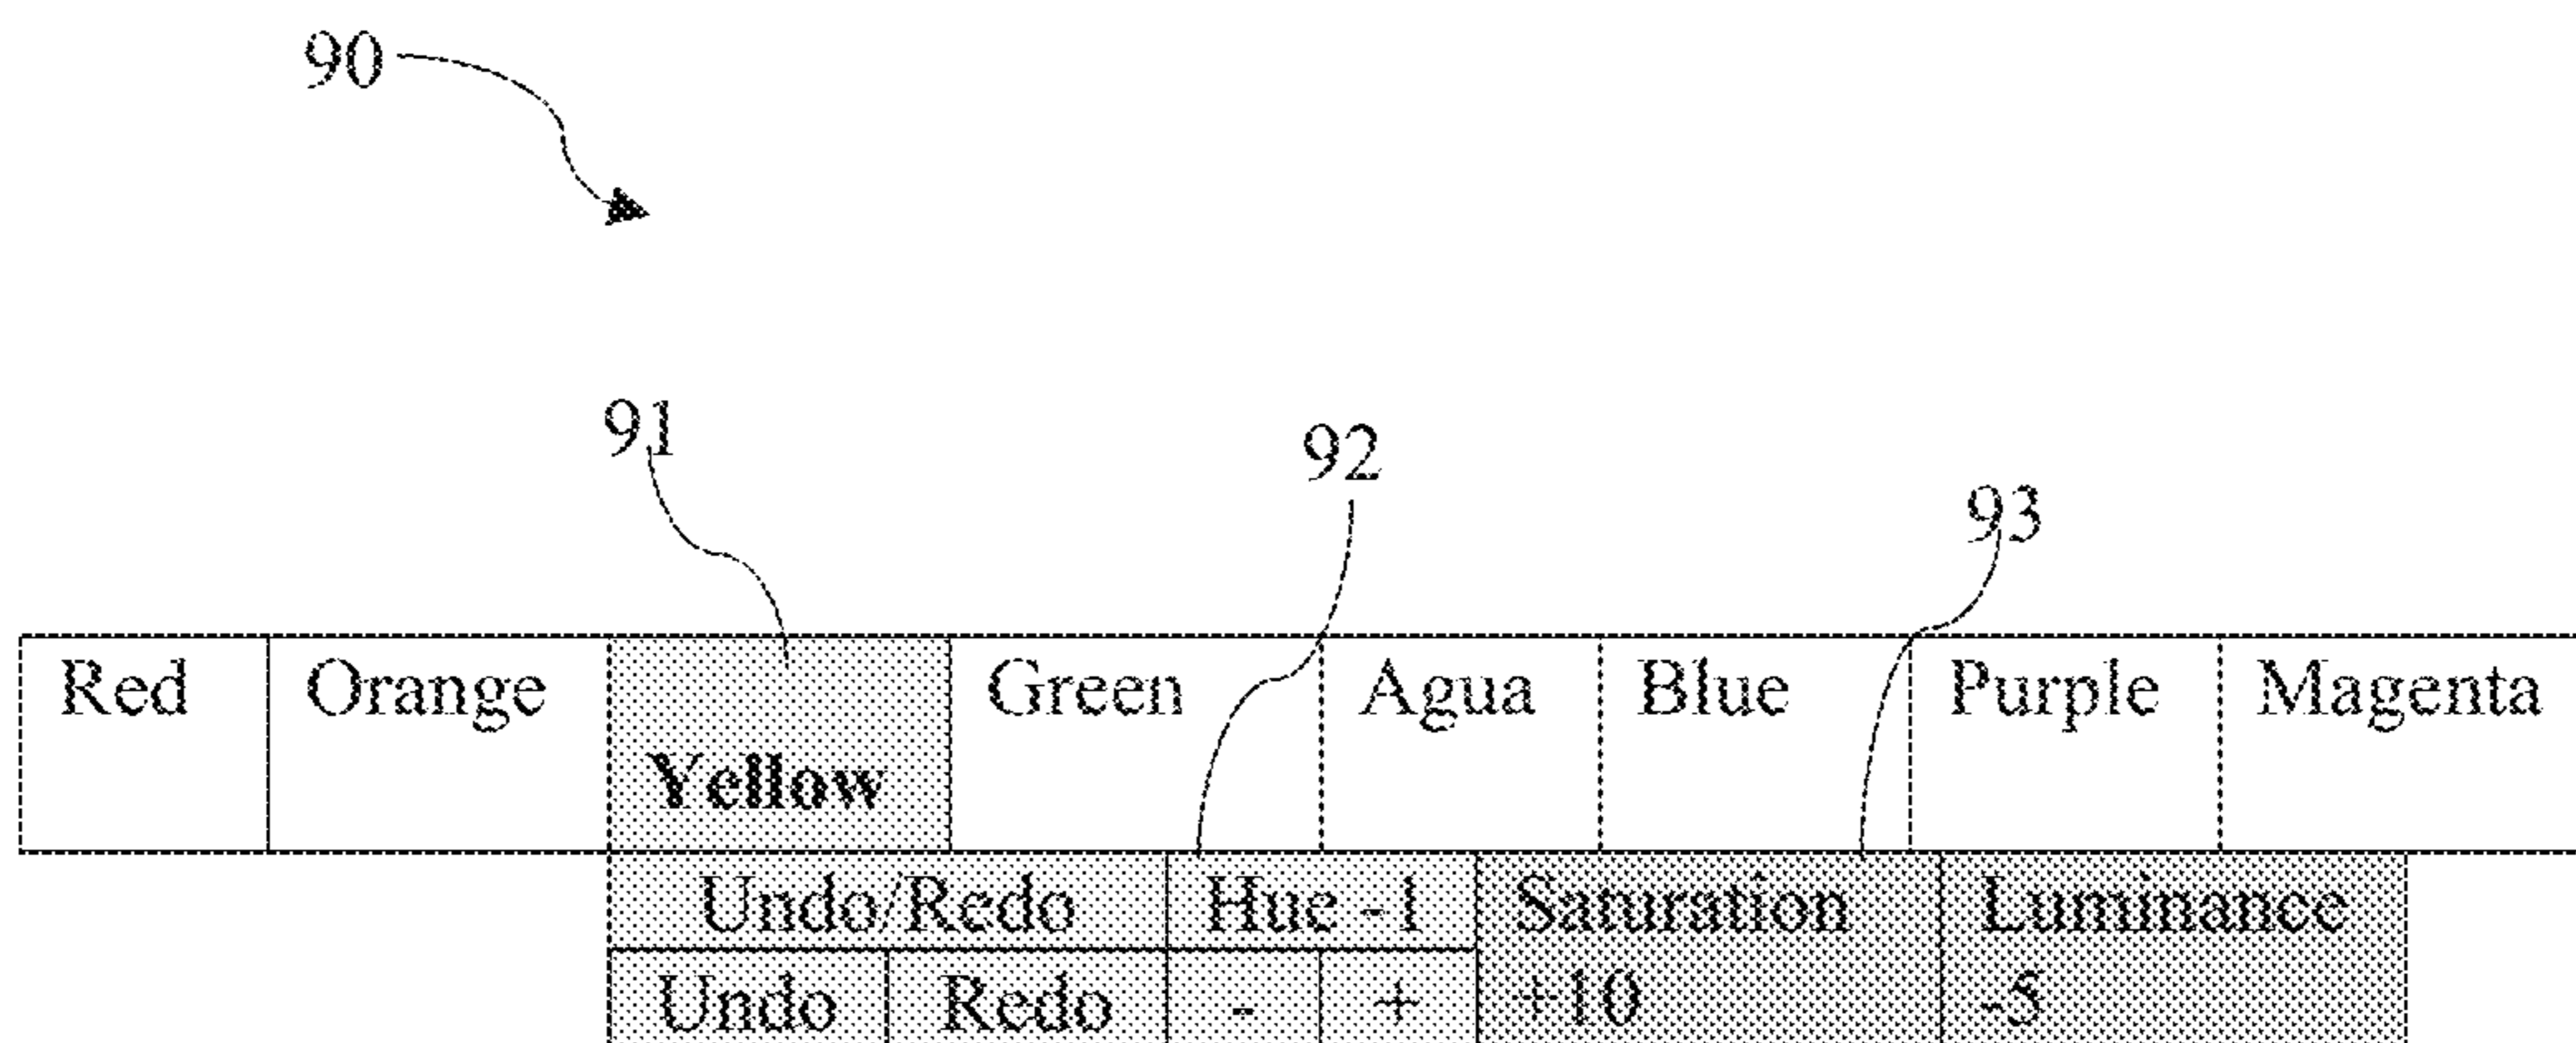 90
91
92
93
Red Orange Yellow Green Agua Blue Purple Magenta
Undo/Redo Hue -1 Saturation Luminance
Undo Redo - + +10 -5